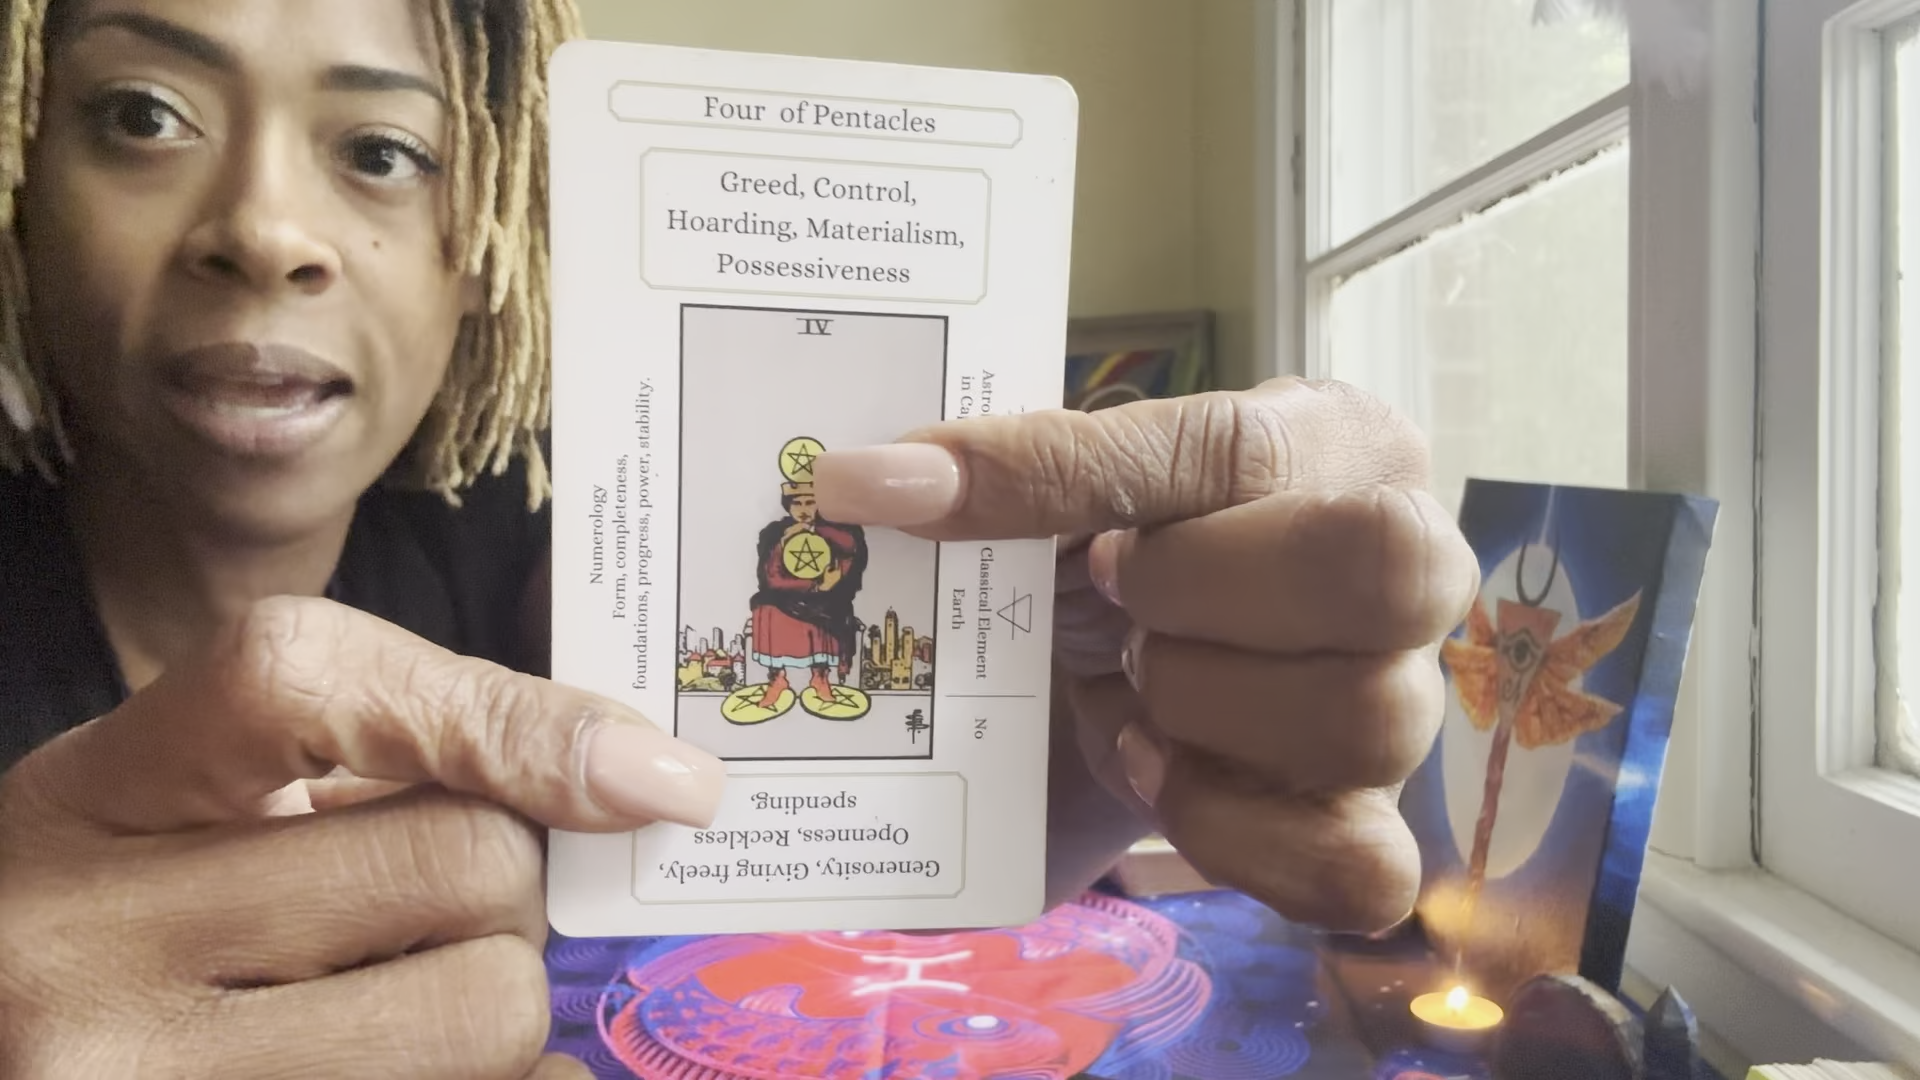 Four of Pentacles
Greed, Control,
Hoarding, Materialism,
Possessiveness
IV
Numerology
Form, completeness,
foundations, progress, power, stability.
Classical Element
Earth
No
Generosity, Giving freely,
Openness, Reckless
spending,